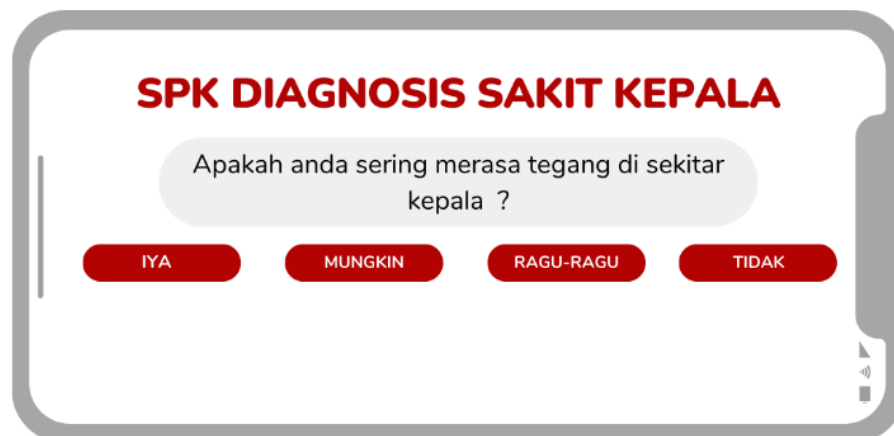 SPK DIAGNOSIS SAKIT KEPALA
Apakah anda sering merasa tegang di sekitar
kepala ?
IYA
MUNGKIN
RAGU-RAGU
TIDAK